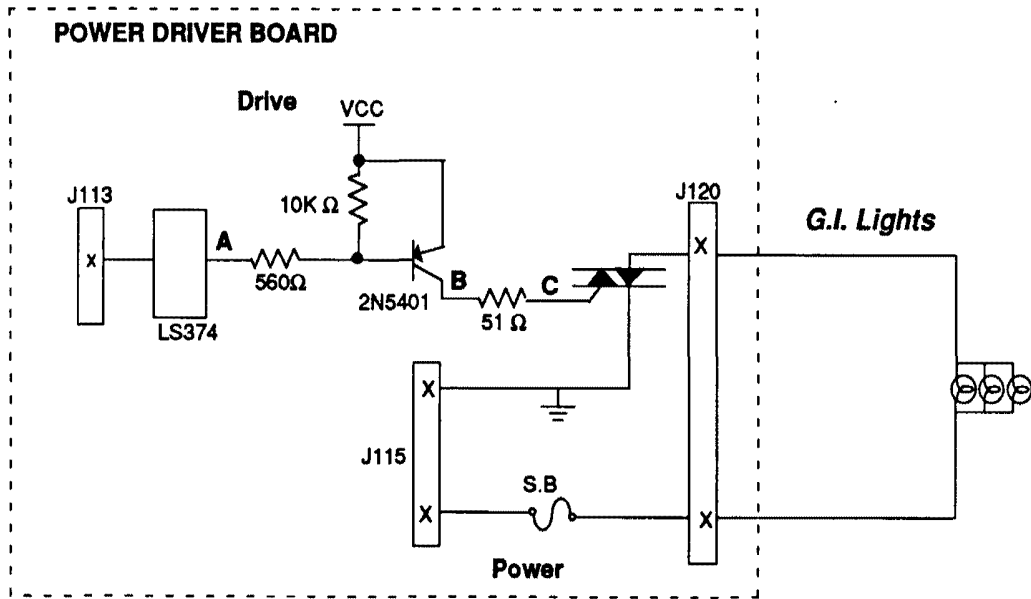 POWER DRIVER BOARD
Drive
VCC
J113
10K Ω
J120
G.I. Lights
A
X
X
560Ω
2N5401
B
C
LS374
51 Ω
X
J115
S.B
X
X
Power